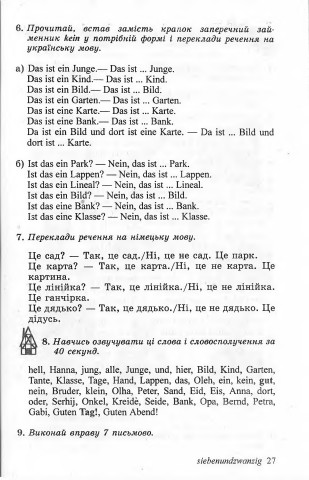 6. Прочитай, встав замість крапок заперечний зай-
менник kein у потрібній формі і переклади речення на
українську мову.
а) Das ist ein Junge.— Das ist ... Junge.
Das ist ein Kind.— Das ist ... Kind.
Das ist ein Bild.— Das ist ... Bild.
Das ist ein Garten.— Das ist ... Garten.
Das ist eine Karte.— Das ist ... Karte.
Das ist eine Bank.— Das ist ... Bank.
Da ist ein Bild und dort ist eine Karte. — Da ist ... Bild und
dort ist ... Karte.
б) Ist das ein Park? — Nein, das ist ... Park.
Ist das ein Lappen? — Nein, das ist ... Lappen.
Ist das ein Lineal? — Nein, das ist ... Lineal.
Ist das ein Bild? — Nein, das ist ... Bild.
Ist das eine Bank? — Nein, das ist ... Bank.
Ist das eine Klasse? — Nein, das ist ... Klasse.
7. Переклади речення на німецьку мову.
Це сад? — Так, це сад./Ні, це не сад. Це парк.
Це карта? — Так, це карта./Ні, це не карта. Це
картина.
Це лінійка? — Так, це лінійка./Ні, це не лінійка.
Це ганчірка.
Це дядько? — Так, це дядько./Ні, це не дядько. Це
дідусь.
8. Навчись озвучувати ці слова і словосполучення за
40 секунд.
hell, Hanna, jung, alle, Junge, und, hier, Bild, Kind, Garten,
Tante, Klasse, Tage, Hand, Lappen, das, Oleh, ein, kein, gut,
nein, Bruder, klein, Olha, Peter, Sand, Eid, Eis, Anna, dort,
oder, Serhij, Onkel, Kreide, Seide, Bank, Opa, Bernd, Petra,
Gabi, Guten Tag!, Guten Abend!
9. Виконай вправу 7 письмово.
siebenundzwanzig 27